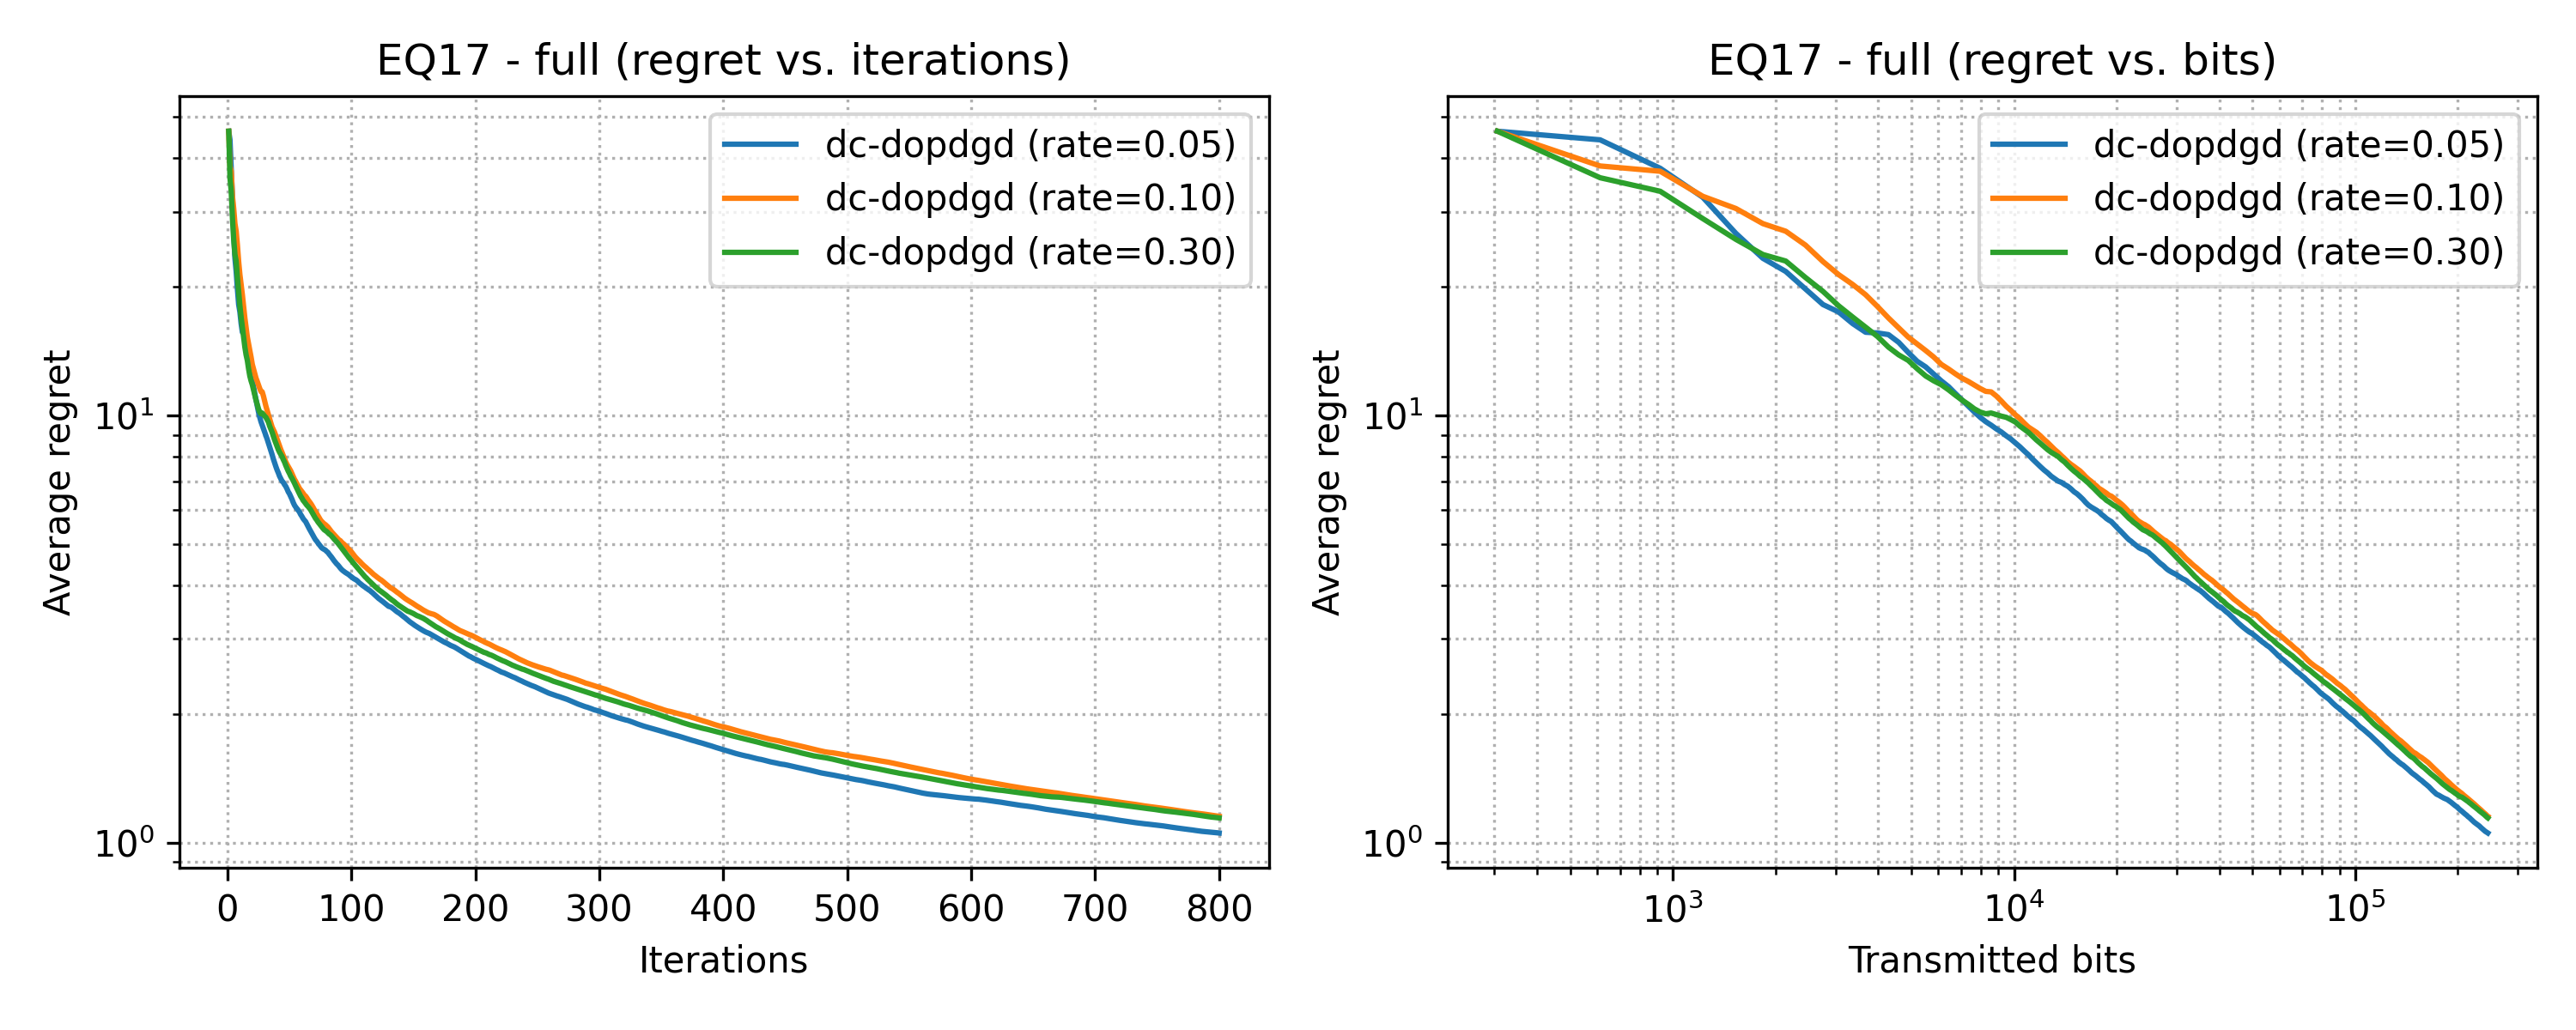 EQ17 - full (regret vs. iterations)
dc-dopdgd (rate=0.05)
dc-dopdgd (rate=0.10)
dc-dopdgd (rate=0.30)
Average regret
10¹
10⁰
0 100 200 300 400 500 600 700 800
Iterations
EQ17 - full (regret vs. bits)
dc-dopdgd (rate=0.05)
dc-dopdgd (rate=0.10)
dc-dopdgd (rate=0.30)
Average regret
10¹
10⁰
10³ 10⁴ 10⁵
Transmitted bits